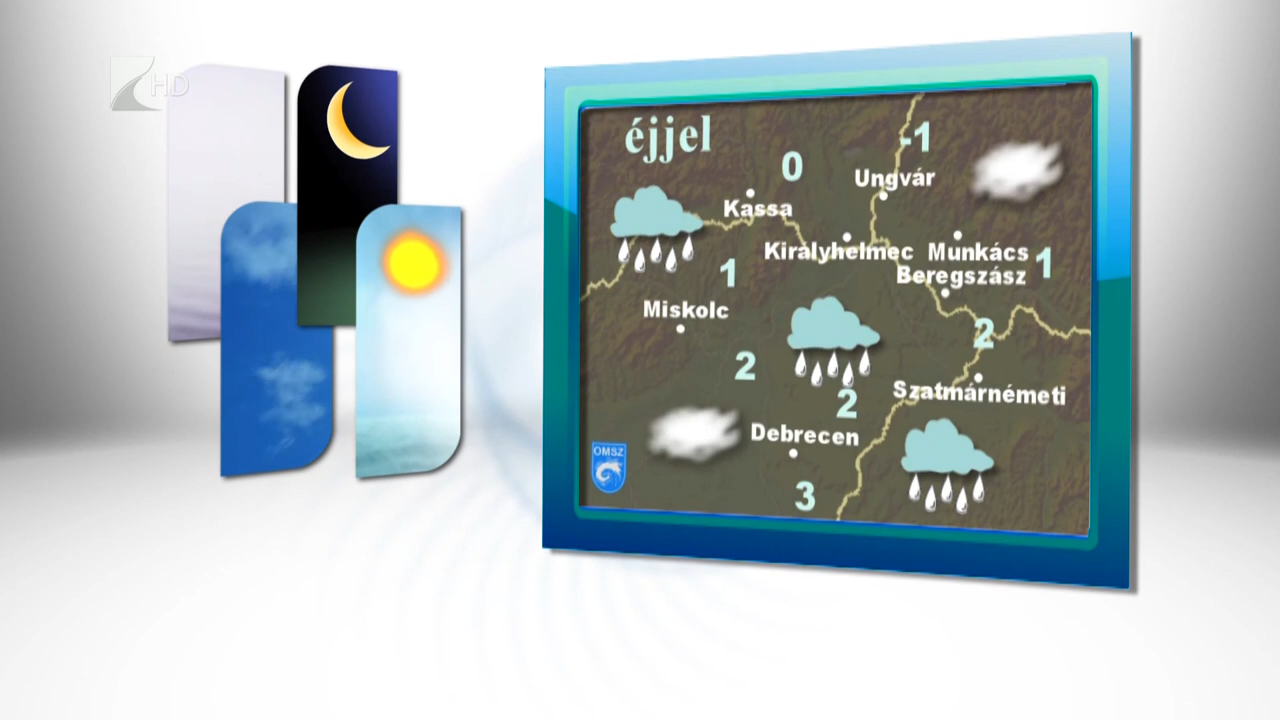 HD
éjjel
-1
0
Ungvár
Kassa
Királyhelmec
Munkács
1
Beregszász
1
Miskolc
2
2
Szatmárnémeti
2
Debrecen
OMSZ
3